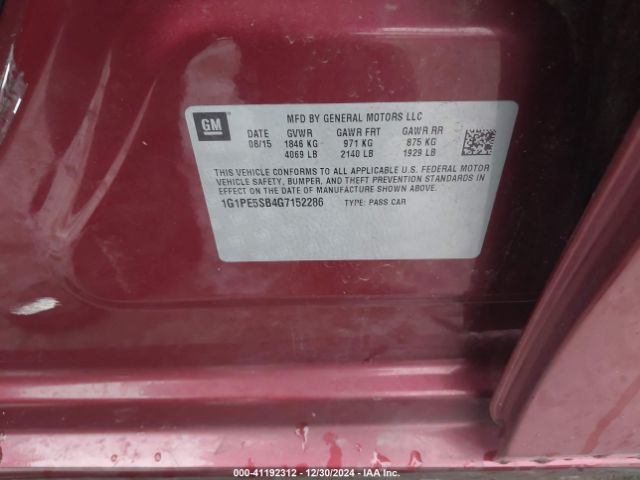 GM
MFD BY GENERAL MOTORS LLC
DATE GVWR GAWR FRT GAWR RR
08/15 1846 KG 971 KG 875 KG
4069 LB 2140 LB 1929 LB
THIS VEHICLE CONFORMS TO ALL APPLICABLE U.S. FEDERAL MOTOR
VEHICLE SAFETY, BUMPER, AND THEFT PREVENTION STANDARDS IN
EFFECT ON THE DATE OF MANUFACTURE SHOWN ABOVE.
1G1PE5SB4G7152286 TYPE: PASS CAR
000-41192312 - 12/30/2024 - IAA Inc.